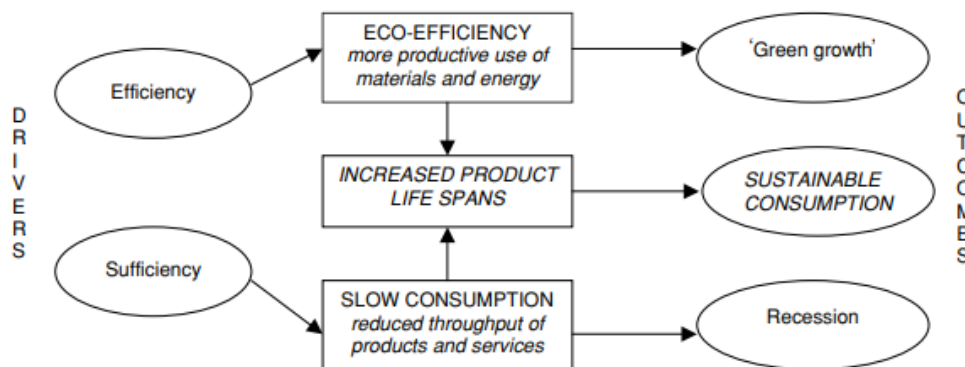 ECO-EFFICIENCY
more productive use of
materials and energy
'Green growth'
Efficiency
D
R
I
V
E
R
S
INCREASED PRODUCT
LIFE SPANS
SUSTAINABLE
CONSUMPTION
O
U
T
C
O
M
E
S
Sufficiency
SLOW CONSUMPTION
reduced throughput of
products and services
Recession